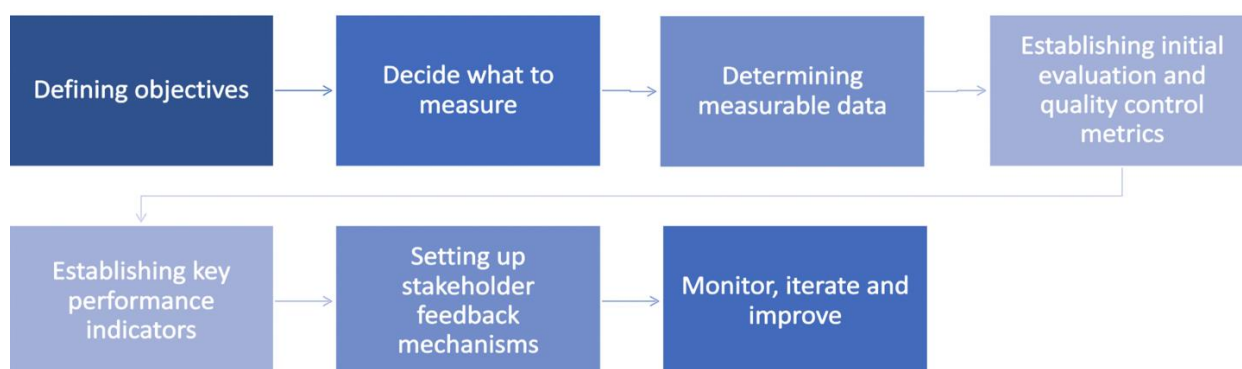 Defining objectives
Decide what to
measure
Determining
measurable data
Establishing initial
evaluation and
quality control
metrics
Establishing key
performance
indicators
Setting up
stakeholder
feedback
mechanisms
Monitor, iterate and
improve